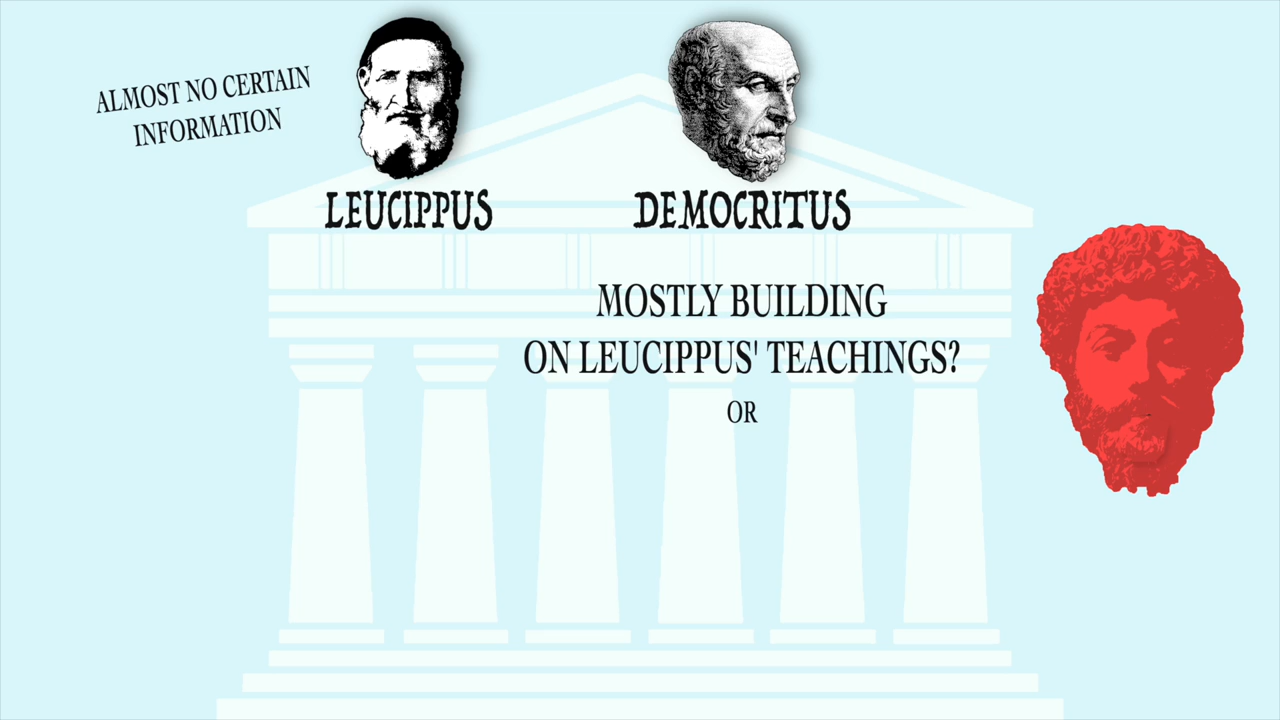 ALMOST NO CERTAIN
INFORMATION
LEUCIPPUS
DEMOCRITUS
MOSTLY BUILDING
ON LEUCIPPUS' TEACHINGS?
OR